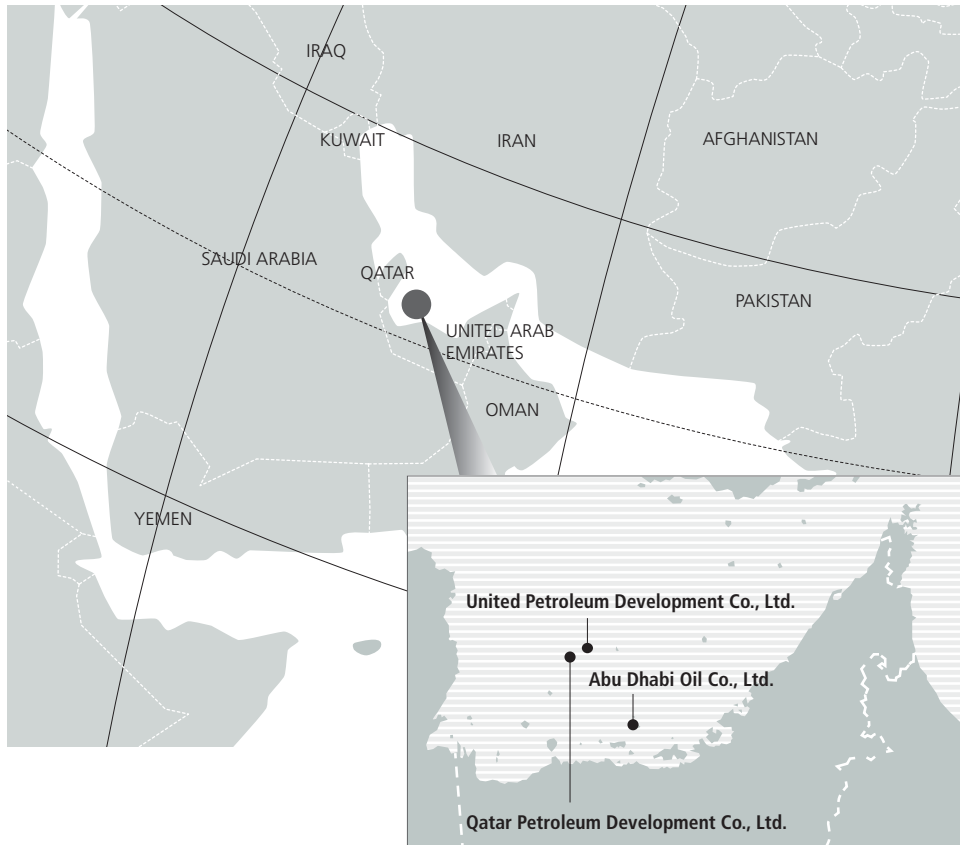 IRAQ
KUWAIT
IRAN
AFGHANISTAN
SAUDI ARABIA
QATAR
PAKISTAN
UNITED ARAB
EMIRATES
OMAN
YEMEN
United Petroleum Development Co., Ltd.
Abu Dhabi Oil Co., Ltd.
Qatar Petroleum Development Co., Ltd.